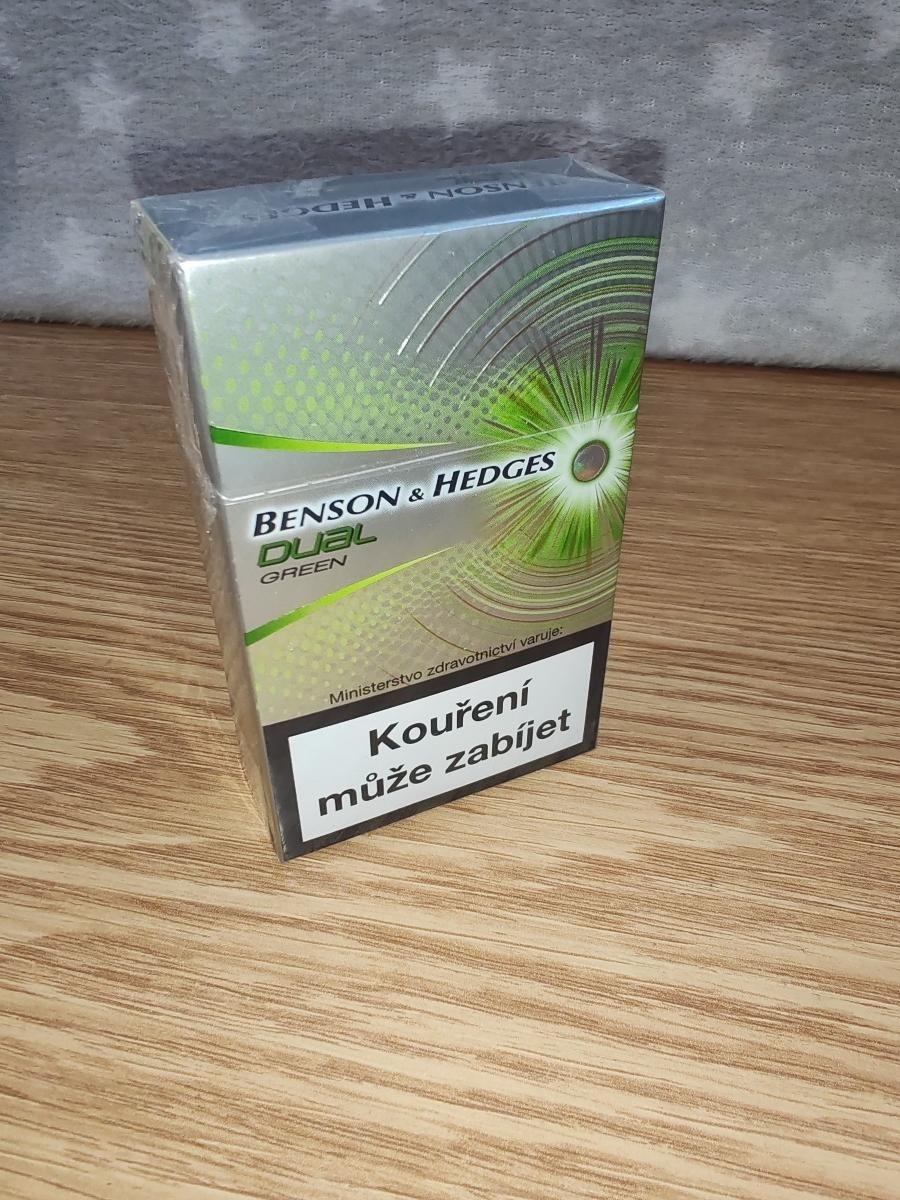 BENSON & HEDGES
BENSON & HEDGES
DUAL
GREEN
Ministerstvo zdravotnictví varuje:
Kouření
může zabíjet